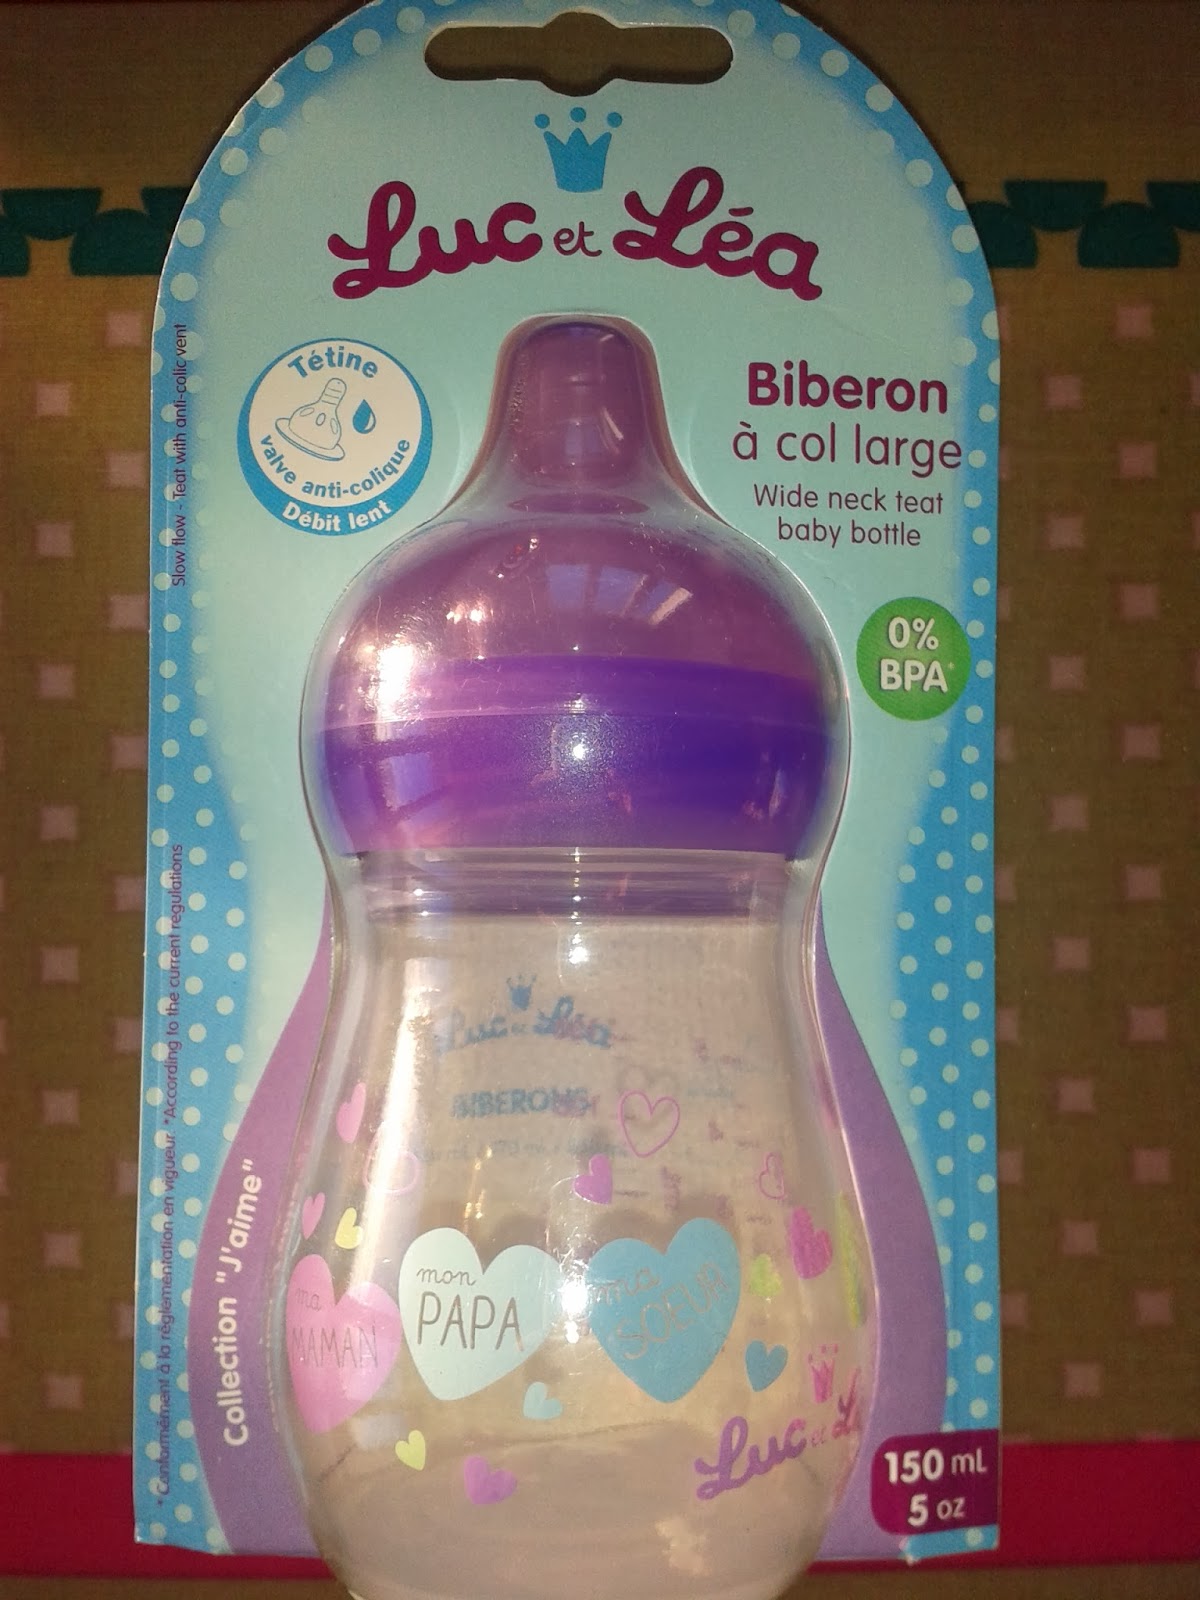 Luc et Léa
Tétine
valve anti-colique
Débit lent
Slow flow - Teat with anti-colic vent
Biberon
à col large
Wide neck teat
baby bottle
0%
BPA*
Luc et Léa
BIBERONS
ma
MAMAN
mon
PAPA
ma
SOEUR
Luc et
Collection "J'aime"
*Conformément à la réglementation en vigueur *According to the current regulations
150 mL
5 oz